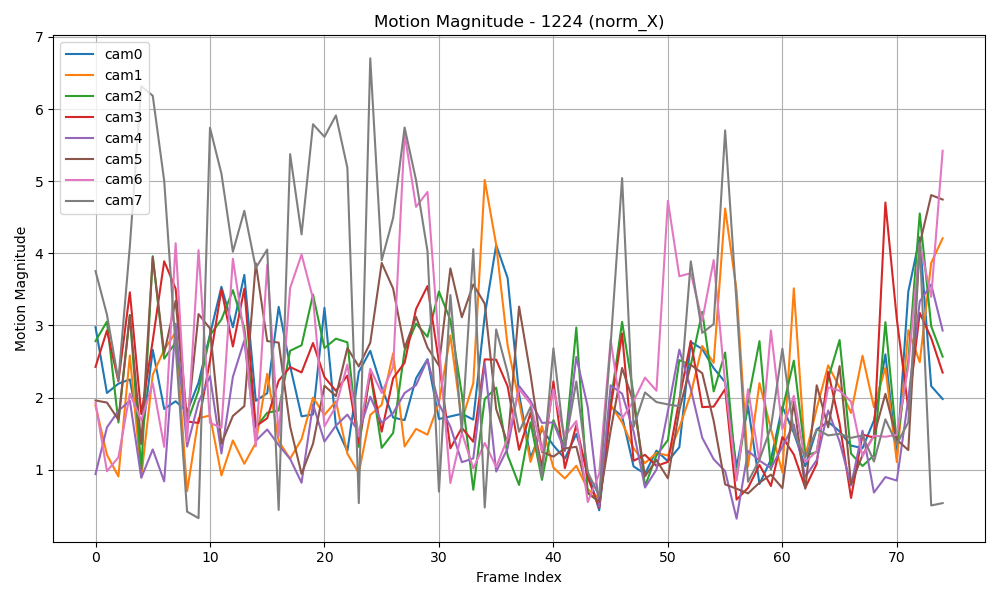 Motion Magnitude - 1224 (norm_X)
7
6
5
4
3
2
1
Motion Magnitude
cam0
cam1
cam2
cam3
cam4
cam5
cam6
cam7
0 10 20 30 40 50 60 70
Frame Index